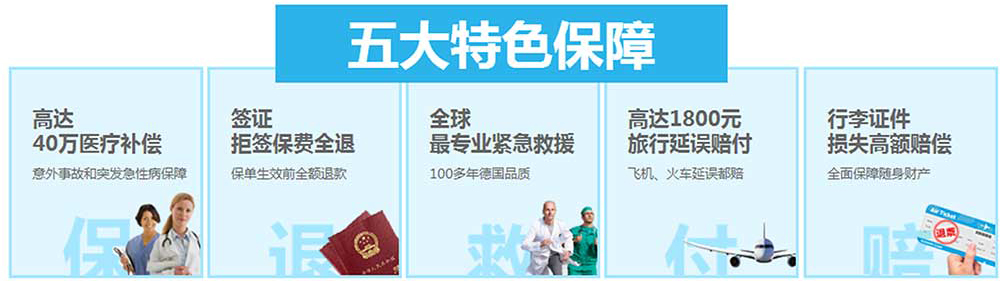 五大特色保障
高达
40万医疗补偿
意外事故和突发急性病保障
保
签证
拒签保费全退
保单生效前全额退款
退
全球
最专业紧急救援
100多年德国品质
救
高达1800元
旅行延误赔付
飞机、火车延误都赔
付
行李证件
损失高额赔偿
全面保障随身财产
赔
Air Ticket
退票